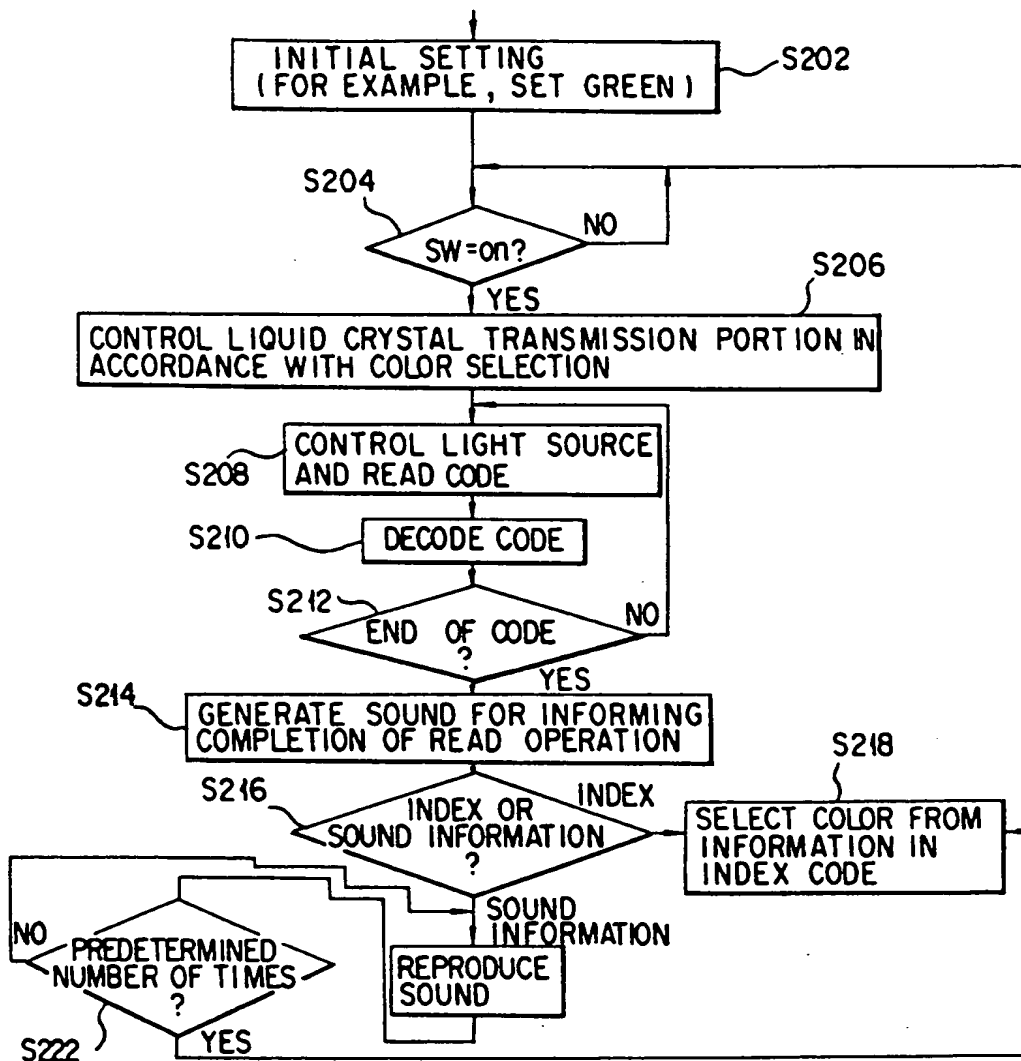 INITIAL SETTING
(FOR EXAMPLE, SET GREEN)
S202
S204
SW=on?
NO
YES
S206
CONTROL LIQUID CRYSTAL TRANSMISSION PORTION IN
ACCORDANCE WITH COLOR SELECTION
S208
CONTROL LIGHT SOURCE
AND READ CODE
S210
DECODE CODE
S212
END OF CODE
?
NO
YES
S214
GENERATE SOUND FOR INFORMING
COMPLETION OF READ OPERATION
S216
INDEX OR
SOUND INFORMATION
?
INDEX
S218
SELECT COLOR FROM
INFORMATION IN
INDEX CODE
SOUND
INFORMATION
REPRODUCE
SOUND
NO
PREDETERMINED
NUMBER OF TIMES
?
S222
YES